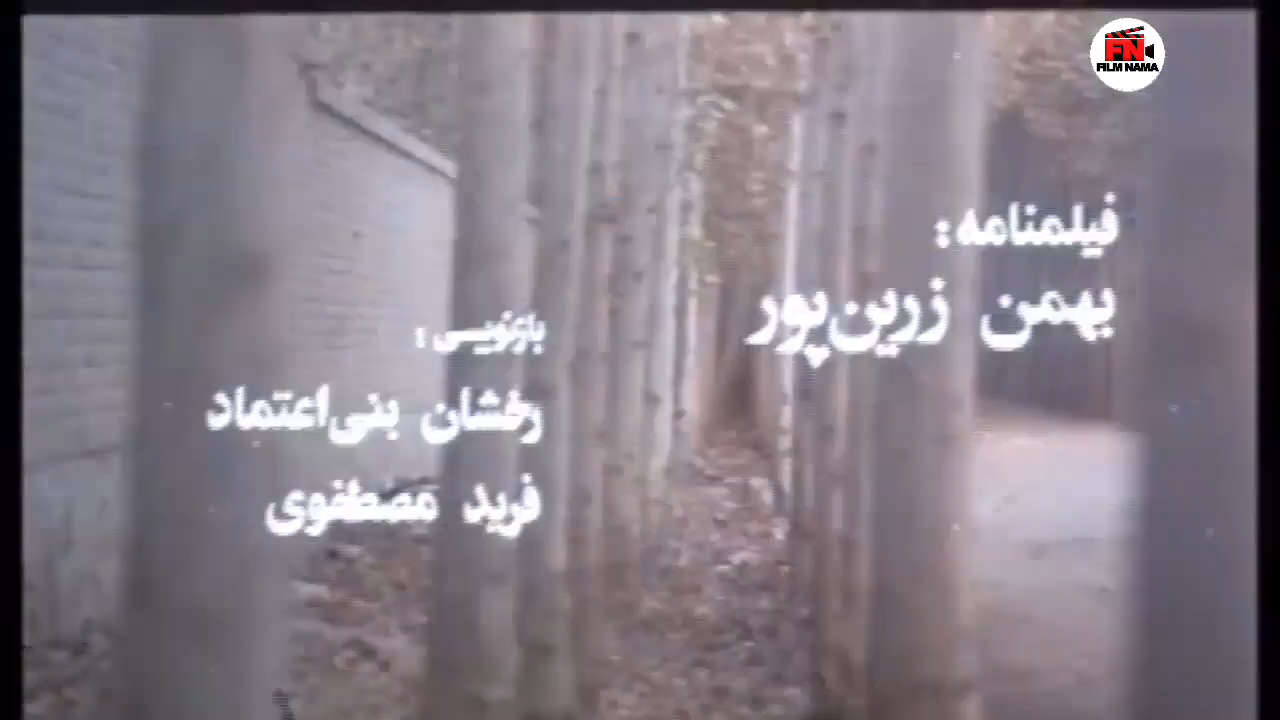 FN
FILM NAMA
فیلمنامه:
بهمن زرین‌پور
بازنویسی:
رخشان بنی‌اعتماد
فرید مصطفوی